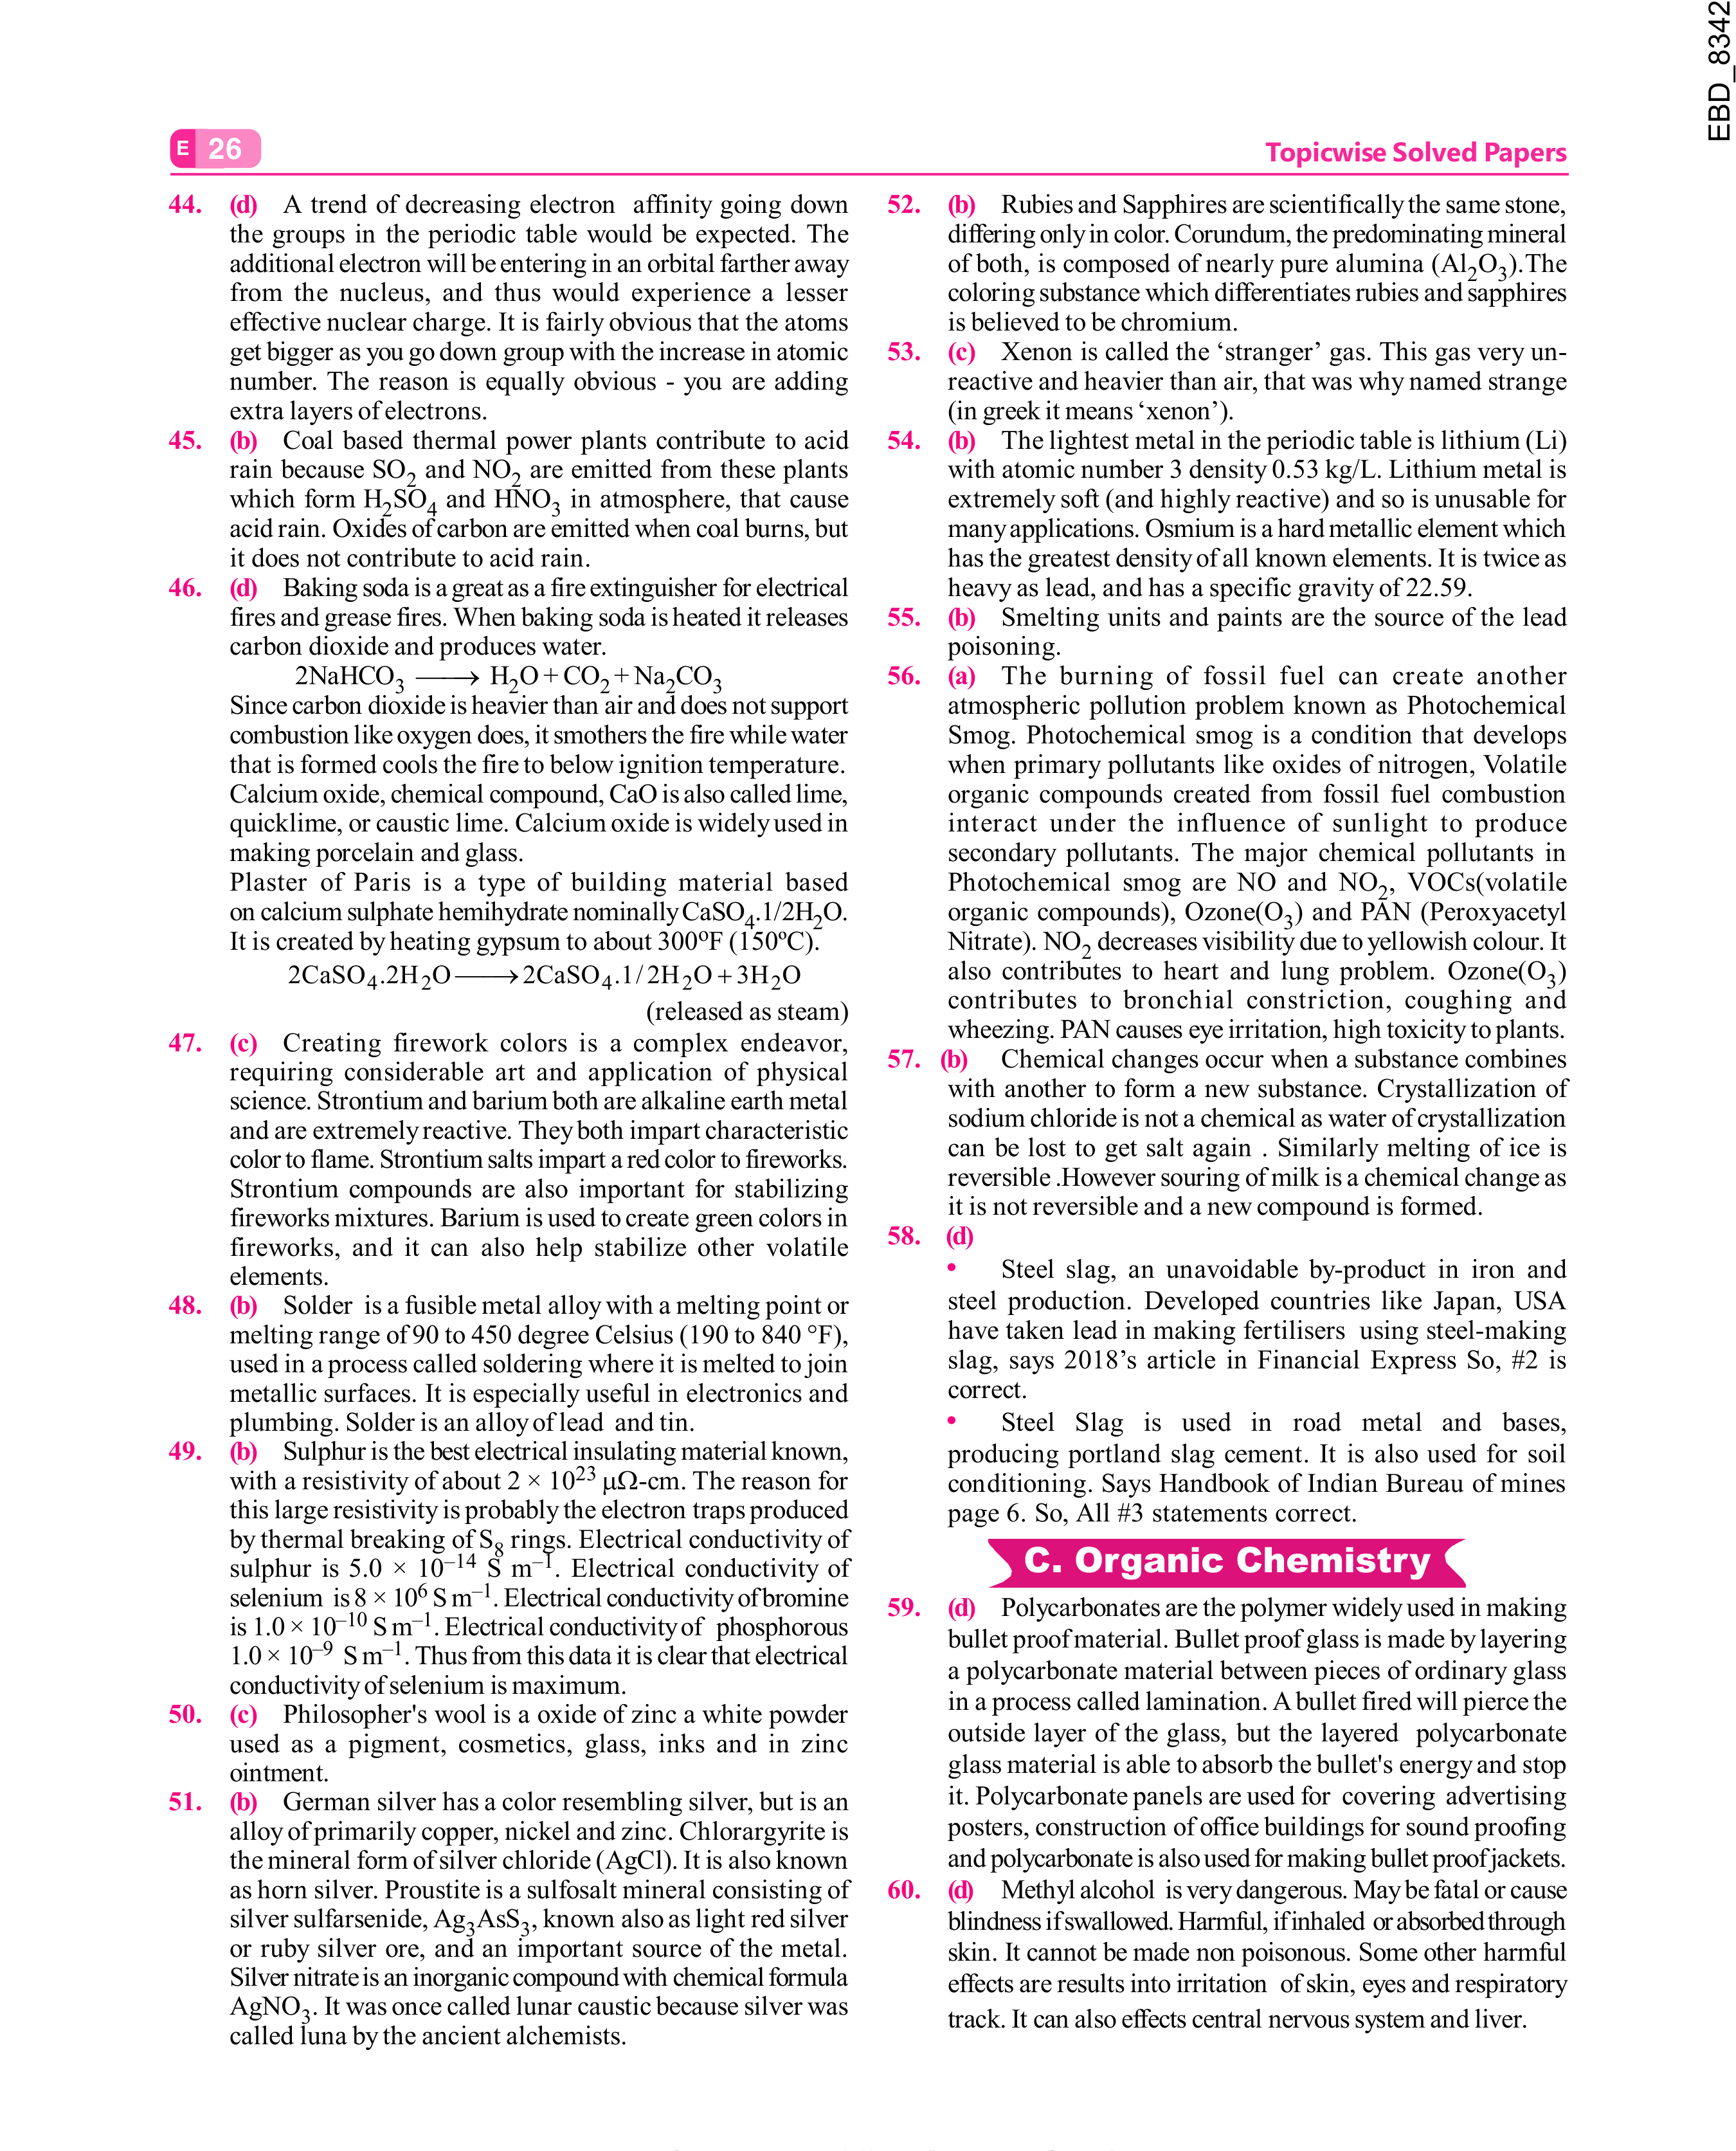 EBD_8342
E 26
Topicwise Solved Papers
44. (d) A trend of decreasing electron affinity going down
the groups in the periodic table would be expected. The
additional electron will be entering in an orbital farther away
from the nucleus, and thus would experience a lesser
effective nuclear charge. It is fairly obvious that the atoms
get bigger as you go down group with the increase in atomic
number. The reason is equally obvious - you are adding
extra layers of electrons.
45. (b) Coal based thermal power plants contribute to acid
rain because SO₂ and NO₂ are emitted from these plants
which form H₂SO₄ and HNO₃ in atmosphere, that cause
acid rain. Oxides of carbon are emitted when coal burns, but
it does not contribute to acid rain.
46. (d) Baking soda is a great as a fire extinguisher for electrical
fires and grease fires. When baking soda is heated it releases
carbon dioxide and produces water.
2NaHCO₃ ⟶ H₂O + CO₂ + Na₂CO₃
Since carbon dioxide is heavier than air and does not support
combustion like oxygen does, it smothers the fire while water
that is formed cools the fire to below ignition temperature.
Calcium oxide, chemical compound, CaO is also called lime,
quicklime, or caustic lime. Calcium oxide is widely used in
making porcelain and glass.
Plaster of Paris is a type of building material based
on calcium sulphate hemihydrate nominally CaSO₄.1/2H₂O.
It is created by heating gypsum to about 300ºF (150ºC).
2CaSO₄.2H₂O ⟶ 2CaSO₄.1/2H₂O + 3H₂O
(released as steam)
47. (c) Creating firework colors is a complex endeavor,
requiring considerable art and application of physical
science. Strontium and barium both are alkaline earth metal
and are extremely reactive. They both impart characteristic
color to flame. Strontium salts impart a red color to fireworks.
Strontium compounds are also important for stabilizing
fireworks mixtures. Barium is used to create green colors in
fireworks, and it can also help stabilize other volatile
elements.
48. (b) Solder is a fusible metal alloy with a melting point or
melting range of 90 to 450 degree Celsius (190 to 840 °F),
used in a process called soldering where it is melted to join
metallic surfaces. It is especially useful in electronics and
plumbing. Solder is an alloy of lead and tin.
49. (b) Sulphur is the best electrical insulating material known,
with a resistivity of about 2 × 10²³ μΩ-cm. The reason for
this large resistivity is probably the electron traps produced
by thermal breaking of S₈ rings. Electrical conductivity of
sulphur is 5.0 × 10⁻¹⁴ S m⁻¹. Electrical conductivity of
selenium is 8 × 10⁶ S m⁻¹. Electrical conductivity of bromine
is 1.0 × 10⁻¹⁰ S m⁻¹. Electrical conductivity of phosphorous
1.0 × 10⁻⁹ S m⁻¹. Thus from this data it is clear that electrical
conductivity of selenium is maximum.
50. (c) Philosopher's wool is a oxide of zinc a white powder
used as a pigment, cosmetics, glass, inks and in zinc
ointment.
51. (b) German silver has a color resembling silver, but is an
alloy of primarily copper, nickel and zinc. Chlorargyrite is
the mineral form of silver chloride (AgCl). It is also known
as horn silver. Proustite is a sulfosalt mineral consisting of
silver sulfarsenide, Ag₃AsS₃, known also as light red silver
or ruby silver ore, and an important source of the metal.
Silver nitrate is an inorganic compound with chemical formula
AgNO₃. It was once called lunar caustic because silver was
called luna by the ancient alchemists.
52. (b) Rubies and Sapphires are scientifically the same stone,
differing only in color. Corundum, the predominating mineral
of both, is composed of nearly pure alumina (Al₂O₃).The
coloring substance which differentiates rubies and sapphires
is believed to be chromium.
53. (c) Xenon is called the ‘stranger’ gas. This gas very un-
reactive and heavier than air, that was why named strange
(in greek it means ‘xenon’).
54. (b) The lightest metal in the periodic table is lithium (Li)
with atomic number 3 density 0.53 kg/L. Lithium metal is
extremely soft (and highly reactive) and so is unusable for
many applications. Osmium is a hard metallic element which
has the greatest density of all known elements. It is twice as
heavy as lead, and has a specific gravity of 22.59.
55. (b) Smelting units and paints are the source of the lead
poisoning.
56. (a) The burning of fossil fuel can create another
atmospheric pollution problem known as Photochemical
Smog. Photochemical smog is a condition that develops
when primary pollutants like oxides of nitrogen, Volatile
organic compounds created from fossil fuel combustion
interact under the influence of sunlight to produce
secondary pollutants. The major chemical pollutants in
Photochemical smog are NO and NO₂, VOCs(volatile
organic compounds), Ozone(O₃) and PAN (Peroxyacetyl
Nitrate). NO₂ decreases visibility due to yellowish colour. It
also contributes to heart and lung problem. Ozone(O₃)
contributes to bronchial constriction, coughing and
wheezing. PAN causes eye irritation, high toxicity to plants.
57. (b) Chemical changes occur when a substance combines
with another to form a new substance. Crystallization of
sodium chloride is not a chemical as water of crystallization
can be lost to get salt again . Similarly melting of ice is
reversible .However souring of milk is a chemical change as
it is not reversible and a new compound is formed.
58. (d)
• Steel slag, an unavoidable by-product in iron and
steel production. Developed countries like Japan, USA
have taken lead in making fertilisers using steel-making
slag, says 2018’s article in Financial Express So, #2 is
correct.
• Steel Slag is used in road metal and bases,
producing portland slag cement. It is also used for soil
conditioning. Says Handbook of Indian Bureau of mines
page 6. So, All #3 statements correct.
C. Organic Chemistry
59. (d) Polycarbonates are the polymer widely used in making
bullet proof material. Bullet proof glass is made by layering
a polycarbonate material between pieces of ordinary glass
in a process called lamination. A bullet fired will pierce the
outside layer of the glass, but the layered polycarbonate
glass material is able to absorb the bullet's energy and stop
it. Polycarbonate panels are used for covering advertising
posters, construction of office buildings for sound proofing
and polycarbonate is also used for making bullet proof jackets.
60. (d) Methyl alcohol is very dangerous. May be fatal or cause
blindness if swallowed. Harmful, if inhaled or absorbed through
skin. It cannot be made non poisonous. Some other harmful
effects are results into irritation of skin, eyes and respiratory
track. It can also effects central nervous system and liver.